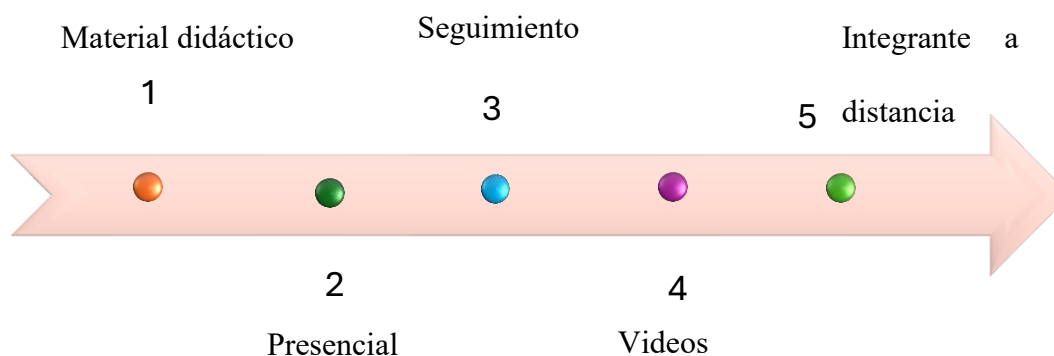 Material didáctico
1
Presencial
2
Seguimiento
3
Videos
4
Integrante a
distancia
5